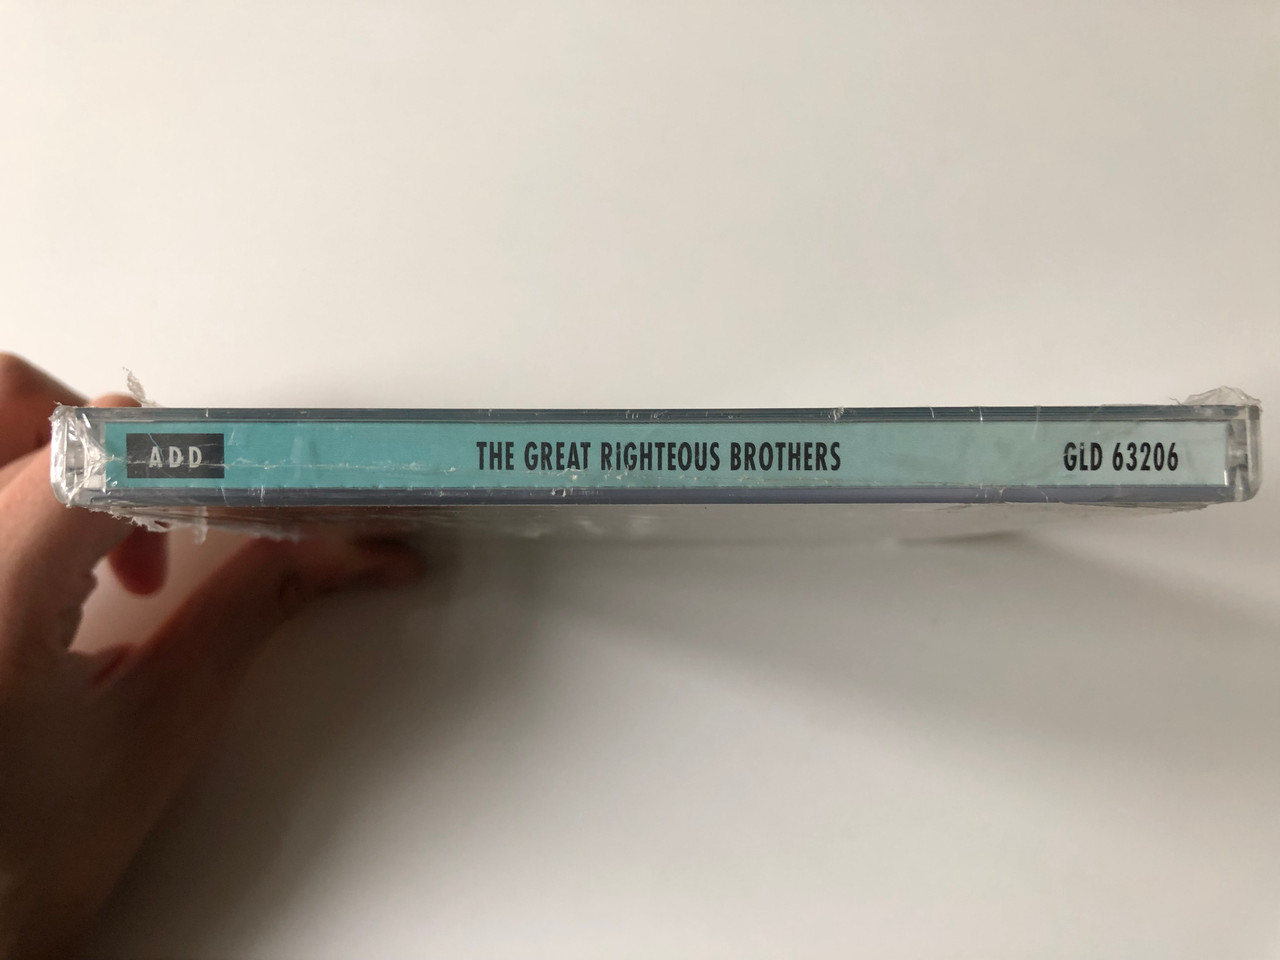 ADD THE GREAT RIGHTEOUS BROTHERS GLD 63206